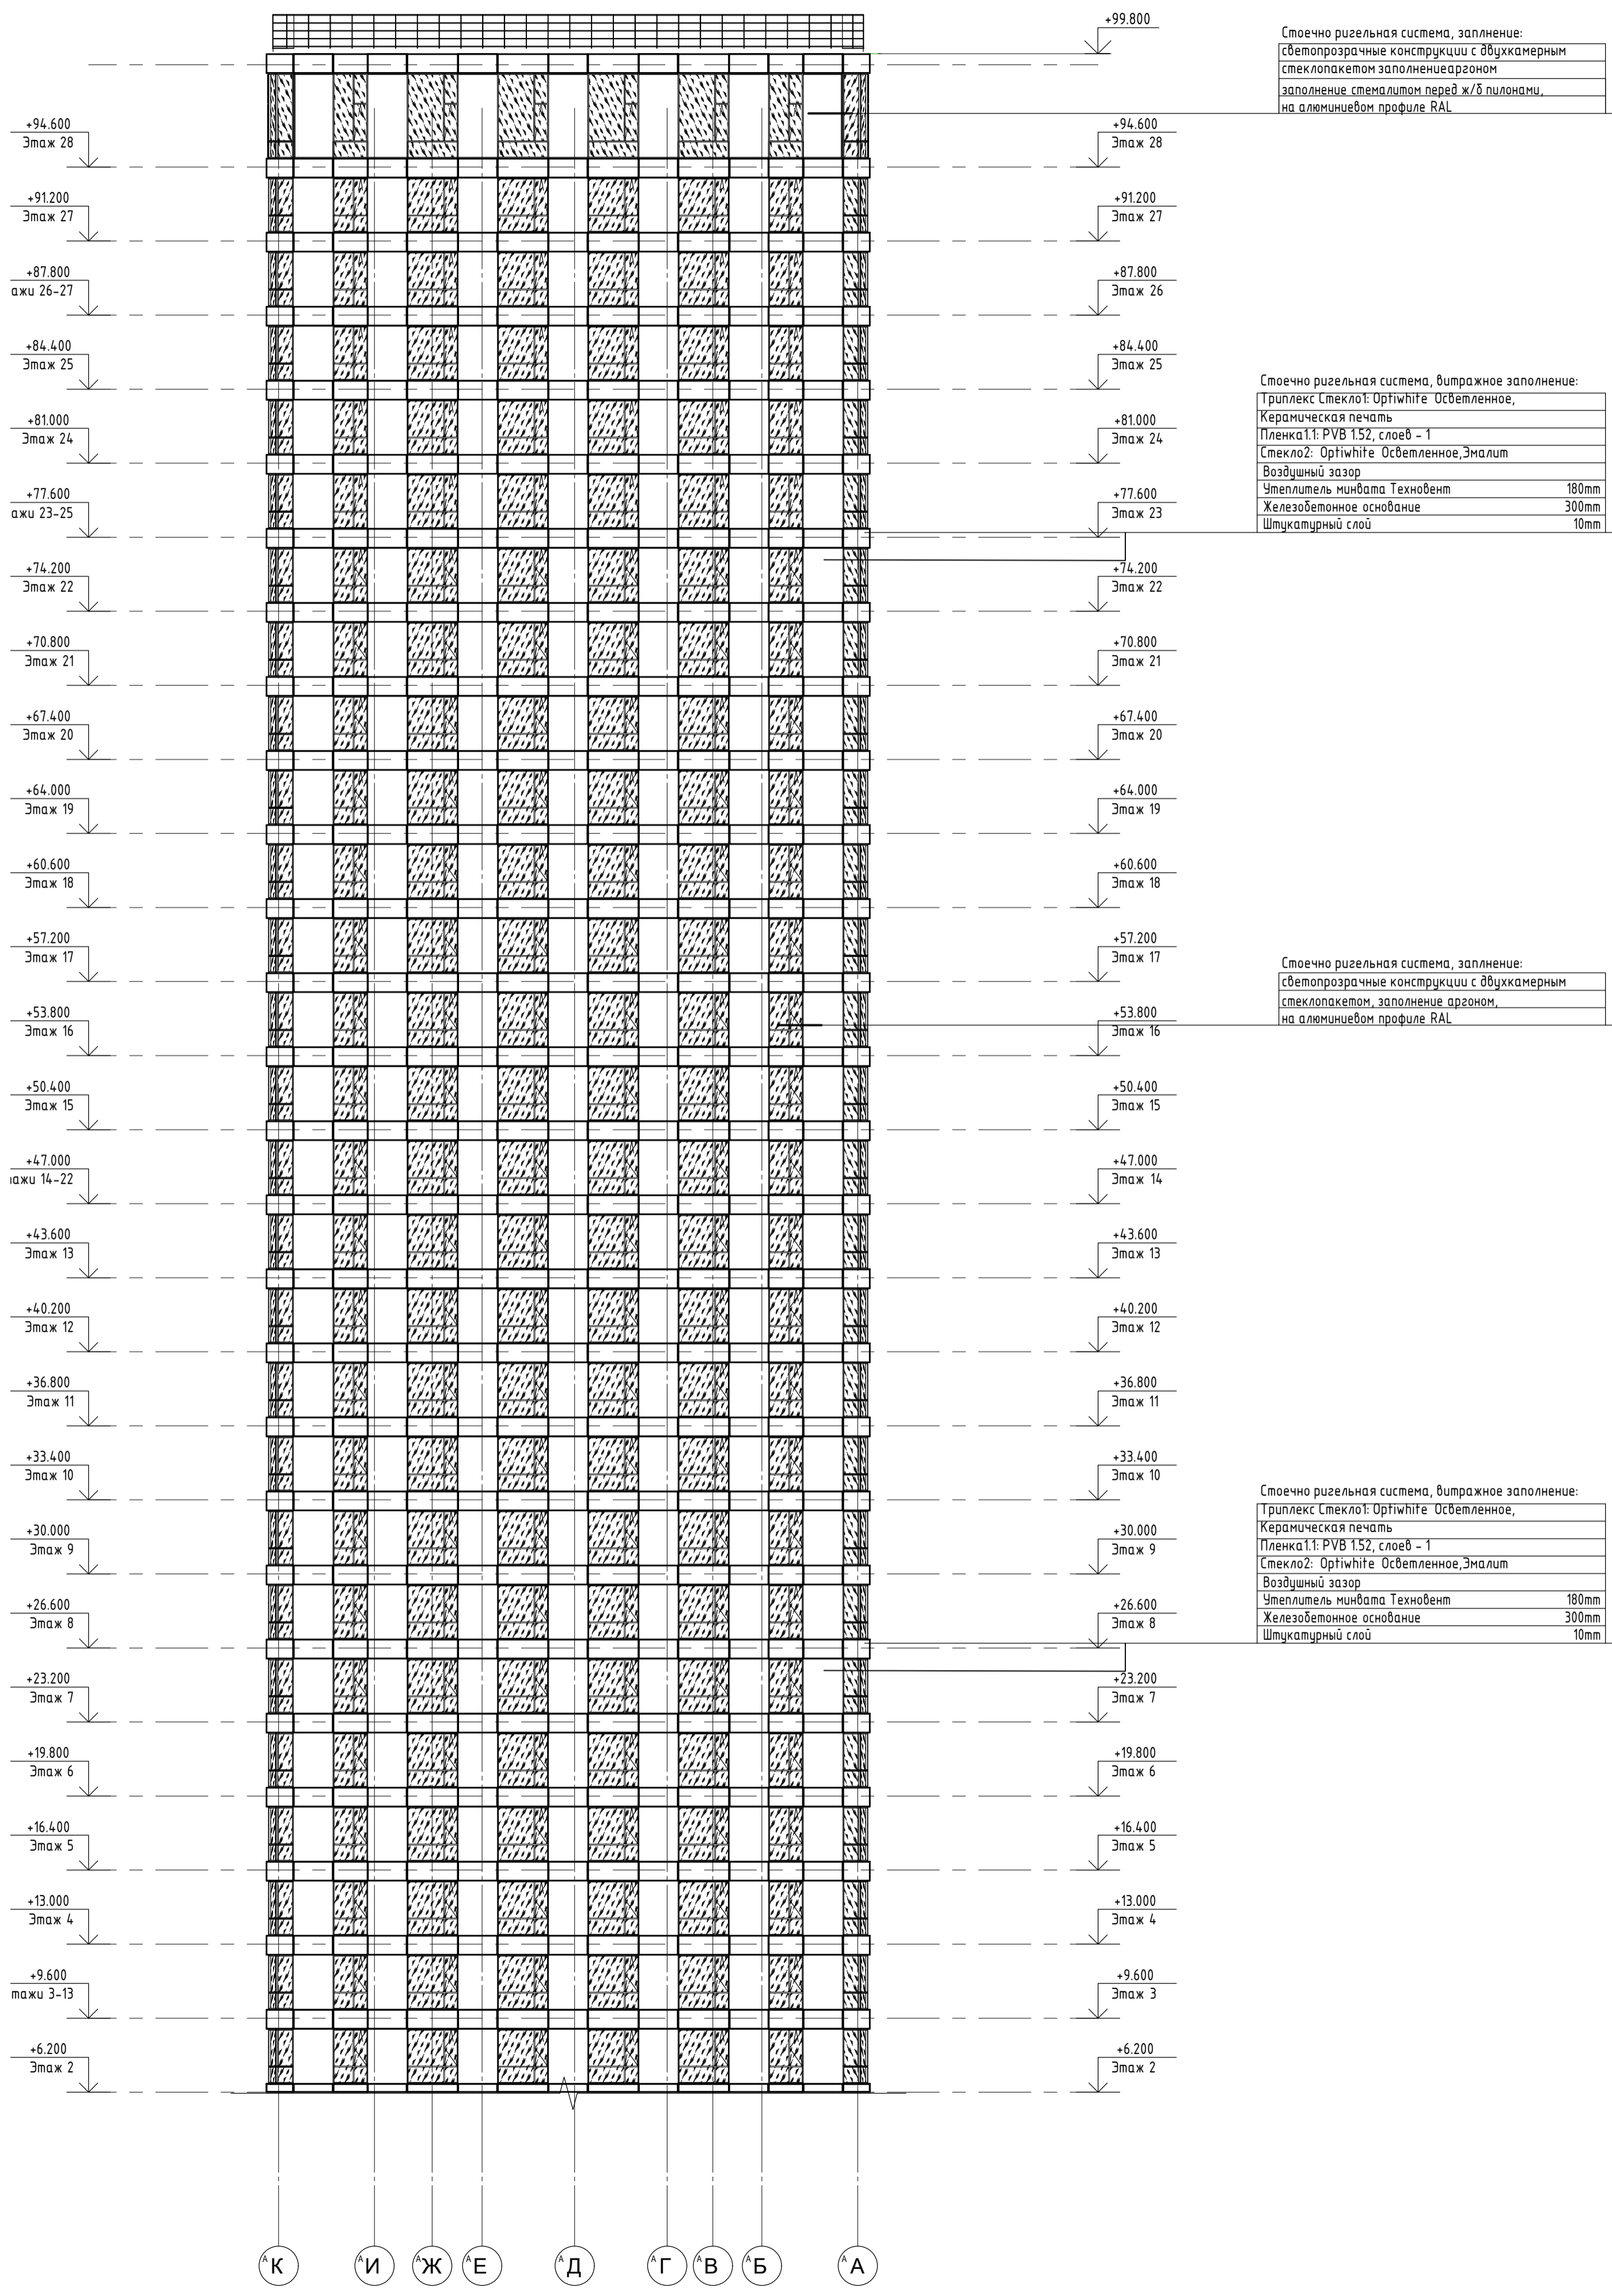 +99.800
Стоечно ригельная система, заплнение:
светопрозрачные конструкции с двухкамерным
стеклопакетом заполнениеаргоном
заполнение стемалитом перед ж/б пилонами,
на алюминиевом профиле RAL
+94.600
Этаж 28
+94.600
Этаж 28
+91.200
Этаж 27
+91.200
Этаж 27
+87.800
ажи 26-27
+87.800
Этаж 26
+84.400
Этаж 25
+84.400
Этаж 25
Стоечно ригельная система, витражное заполнение:
Триплекс Стекло1: Optiwhite Осветленное,
Керамическая печать
Пленка1.1: PVB 1.52, слоев - 1
Стекло2: Optiwhite Осветленное,Эмалит
Воздушный зазор
Утеплитель минвата Техновент 180mm
Железобетонное основание 300mm
Штукатурный слой 10mm
+81.000
Этаж 24
+81.000
Этаж 24
+77.600
ажи 23-25
+77.600
Этаж 23
+74.200
Этаж 22
+74.200
Этаж 22
+70.800
Этаж 21
+70.800
Этаж 21
+67.400
Этаж 20
+67.400
Этаж 20
+64.000
Этаж 19
+64.000
Этаж 19
+60.600
Этаж 18
+60.600
Этаж 18
+57.200
Этаж 17
+57.200
Этаж 17
Стоечно ригельная система, заплнение:
светопрозрачные конструкции с двухкамерным
стеклопакетом, заполнение аргоном,
на алюминиевом профиле RAL
+53.800
Этаж 16
+53.800
Этаж 16
+50.400
Этаж 15
+50.400
Этаж 15
+47.000
ажи 14-22
+47.000
Этаж 14
+43.600
Этаж 13
+43.600
Этаж 13
+40.200
Этаж 12
+40.200
Этаж 12
+36.800
Этаж 11
+36.800
Этаж 11
+33.400
Этаж 10
+33.400
Этаж 10
Стоечно ригельная система, витражное заполнение:
Триплекс Стекло1: Optiwhite Осветленное,
Керамическая печать
Пленка1.1: PVB 1.52, слоев - 1
Стекло2: Optiwhite Осветленное,Эмалит
Воздушный зазор
Утеплитель минвата Техновент 180mm
Железобетонное основание 300mm
Штукатурный слой 10mm
+30.000
Этаж 9
+30.000
Этаж 9
+26.600
Этаж 8
+26.600
Этаж 8
+23.200
Этаж 7
+23.200
Этаж 7
+19.800
Этаж 6
+19.800
Этаж 6
+16.400
Этаж 5
+16.400
Этаж 5
+13.000
Этаж 4
+13.000
Этаж 4
+9.600
тажи 3-13
+9.600
Этаж 3
+6.200
Этаж 2
+6.200
Этаж 2
А К А И А Ж А Е А Д А Г А В А Б А А